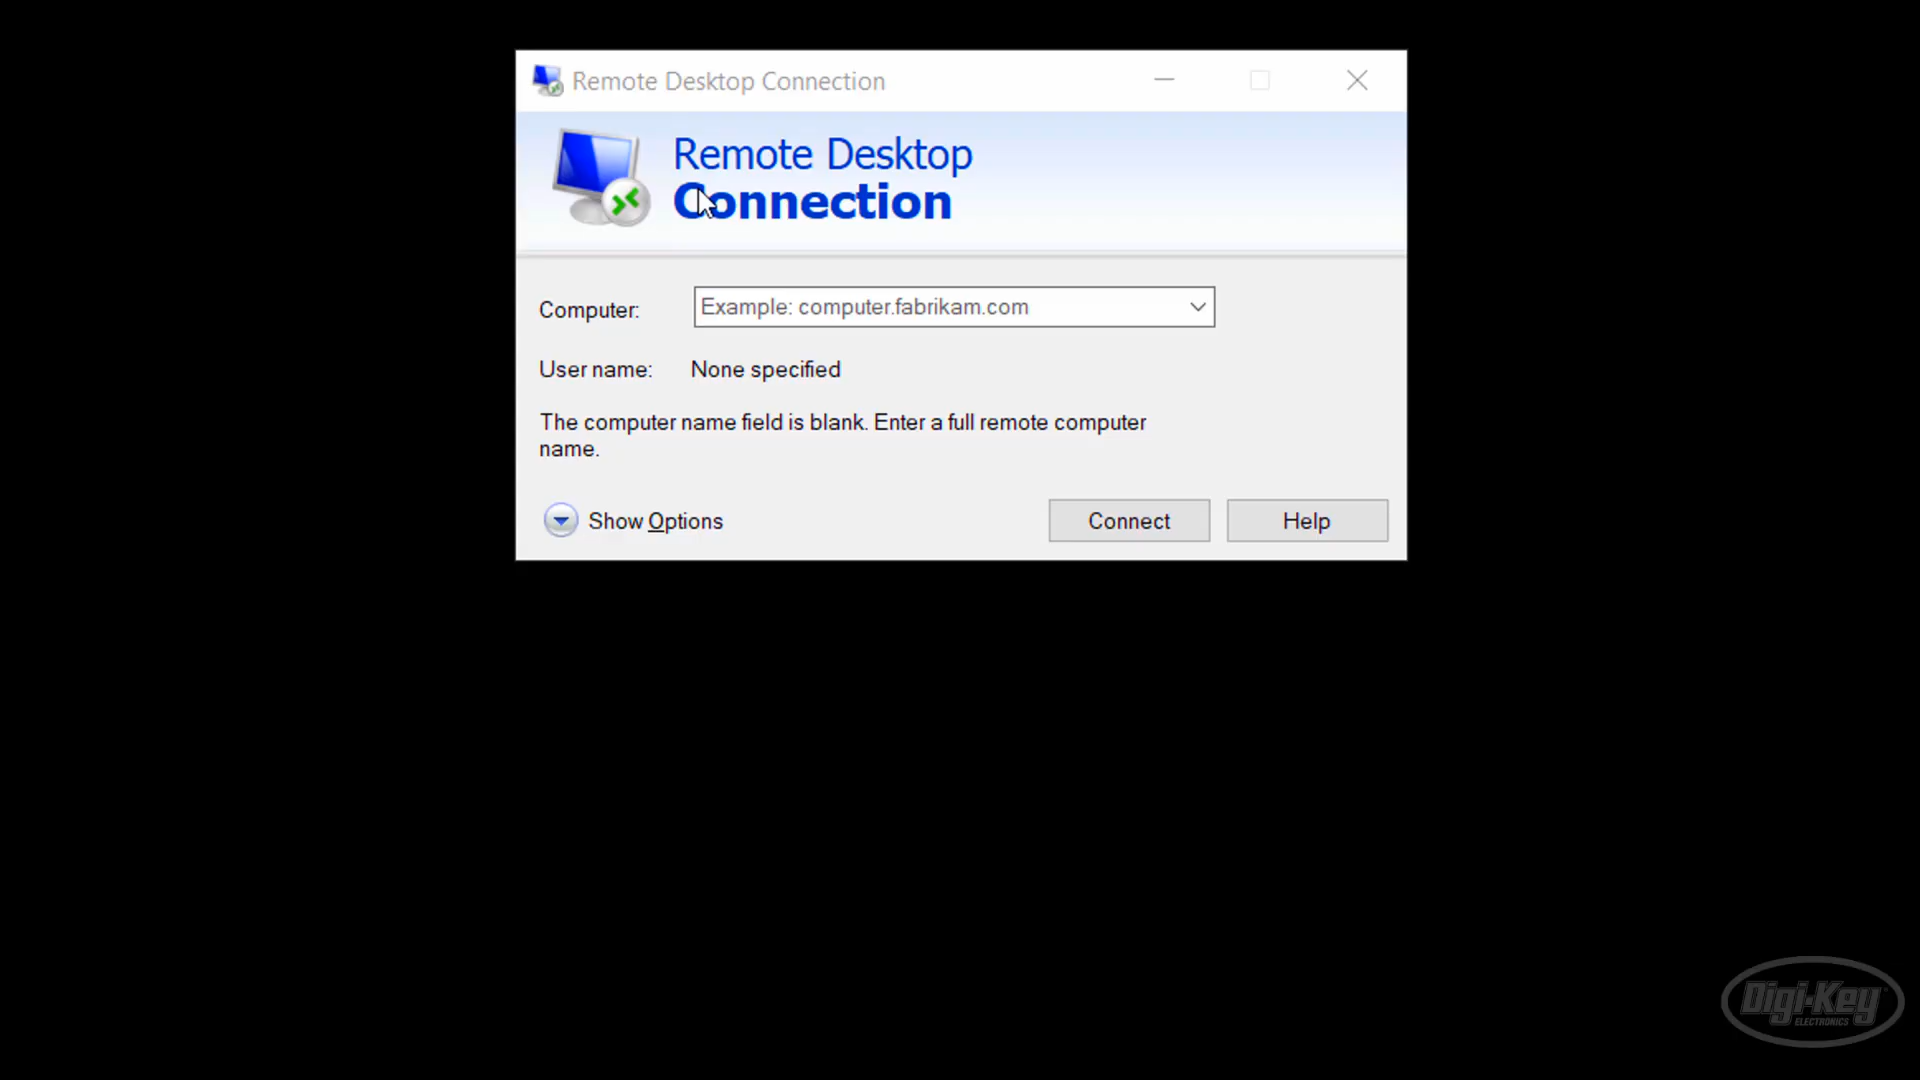 Remote Desktop Connection
Remote Desktop
Connection
Computer:
Example: computer.fabrikam.com
User name:
None specified
The computer name field is blank. Enter a full remote computer
name.
Show Options
Connect
Help
Digi-Key
ELECTRONICS